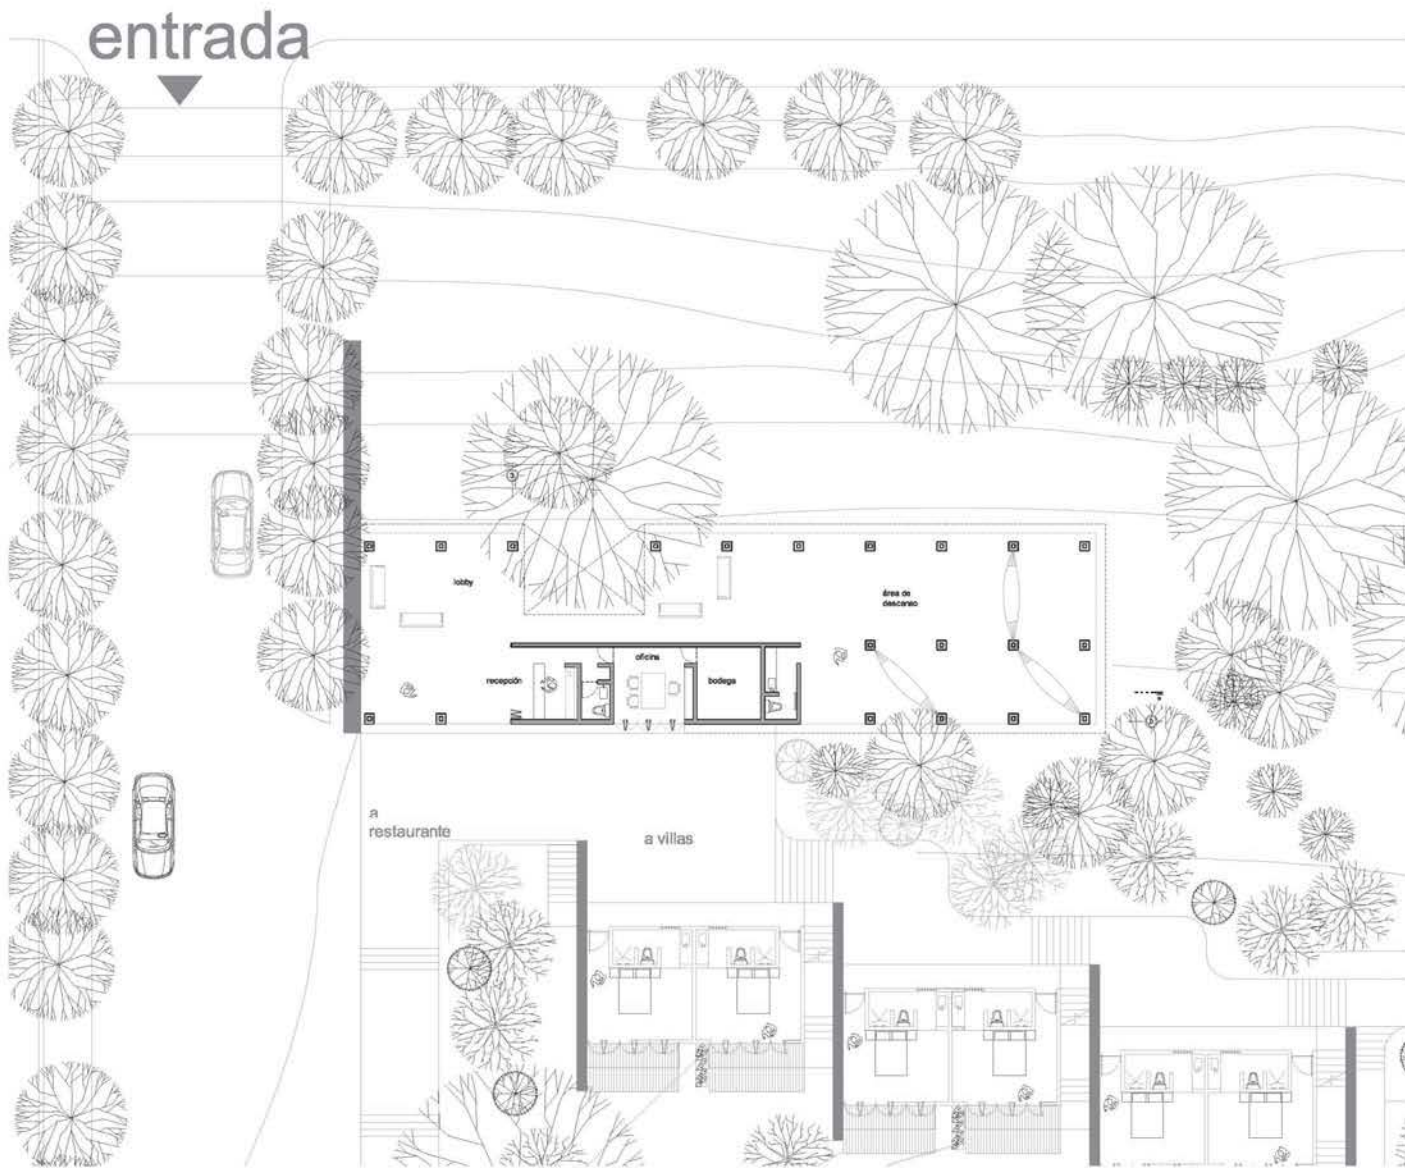 entrada
lobby
área de
descanso
oficina
recepción
bodega
a
restaurante
a villas